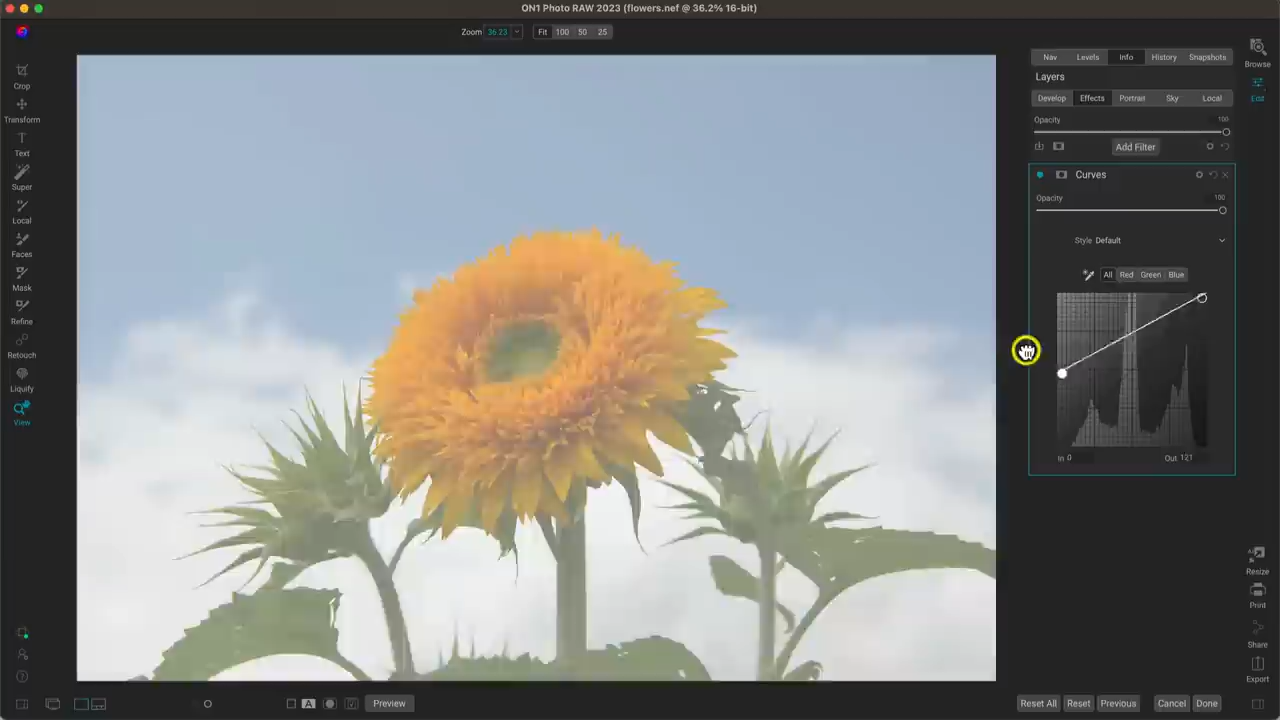 ON1 Photo RAW 2023 (flowers.nef @ 36.2% 16-bit)
Zoom 36.23 Fit 100 50 25
Crop
Transform
Text
Super
Local
Faces
Mask
Refine
Retouch
Liquify
View
Nav Levels Info History Snapshots
Layers
Develop Effects Portrait Sky Local
Opacity 100
Add Filter
Curves
Opacity 100
Style Default
All Red Green Blue
In 0 Out 121
Browse
Edit
Resize
Print
Share
Export
A Preview
Reset All Reset Previous Cancel Done